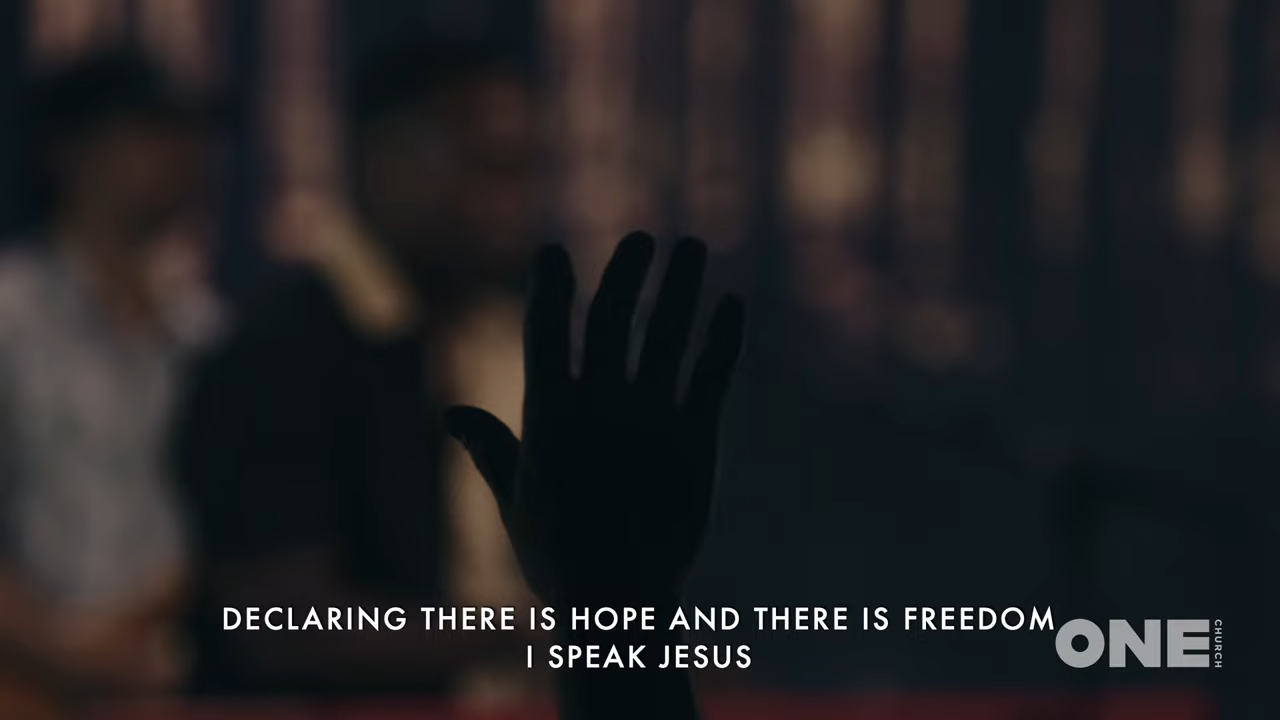 DECLARING THERE IS HOPE AND THERE IS FREEDOM
I SPEAK JESUS
ONE CHURCH